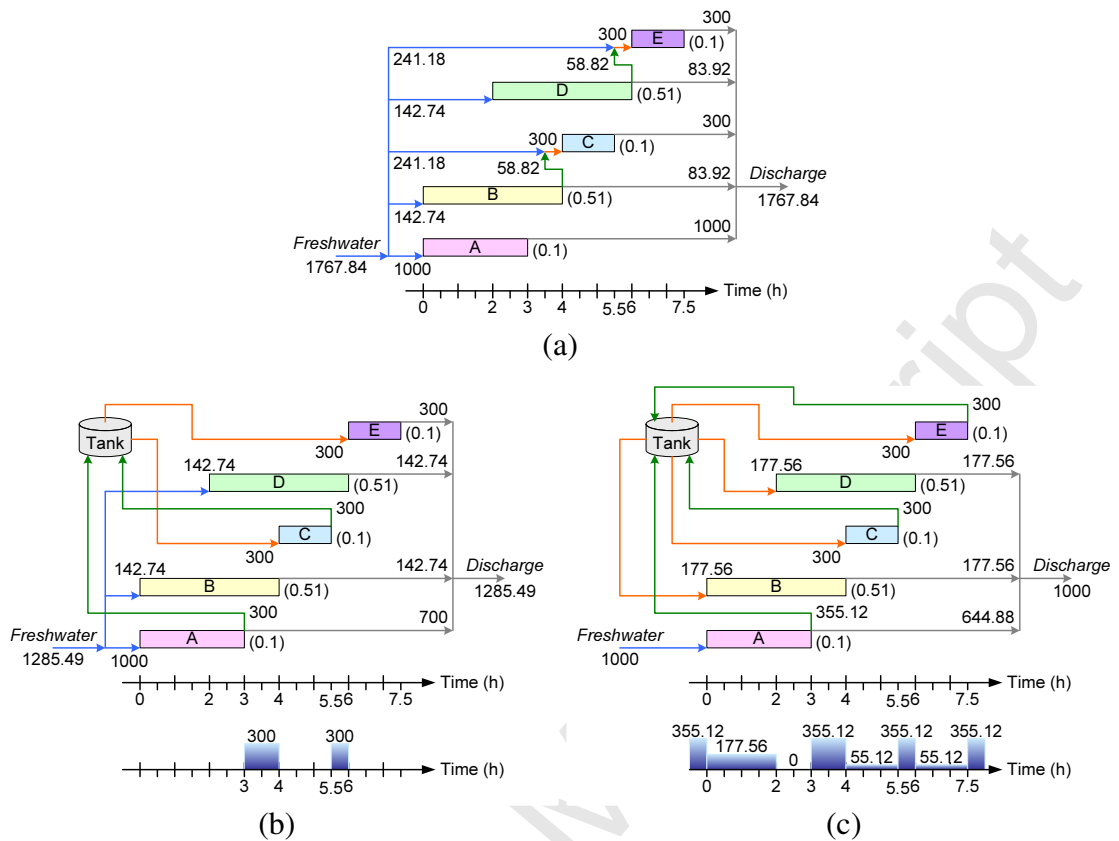 300
300
E
(0.1)
241.18
58.82
83.92
D
(0.51)
142.74
300
300
C
(0.1)
241.18
58.82
83.92
Discharge
B
(0.51)
1767.84
142.74
1000
Freshwater
A
(0.1)
1767.84
1000
Time (h)
0 2 3 4 5.5 6 7.5
(a)
300
Tank
E
(0.1)
300
142.74
142.74
D
(0.51)
300
C
(0.1)
300
142.74
142.74
Discharge
B
(0.51)
1285.49
300
700
Freshwater
A
(0.1)
1285.49
1000
Time (h)
0 2 3 4 5.5 6 7.5
300 300
Time (h)
3 4 5.5 6
(b)
300
Tank
E
(0.1)
300
177.56
177.56
D
(0.51)
300
C
(0.1)
300
177.56
177.56
Discharge
B
(0.51)
1000
355.12
644.88
Freshwater
A
(0.1)
1000
Time (h)
0 2 3 4 5.5 6 7.5
355.12 355.12 355.12 355.12
177.56 0 55.12 55.12
Time (h)
0 2 3 4 5.5 6 7.5
(c)